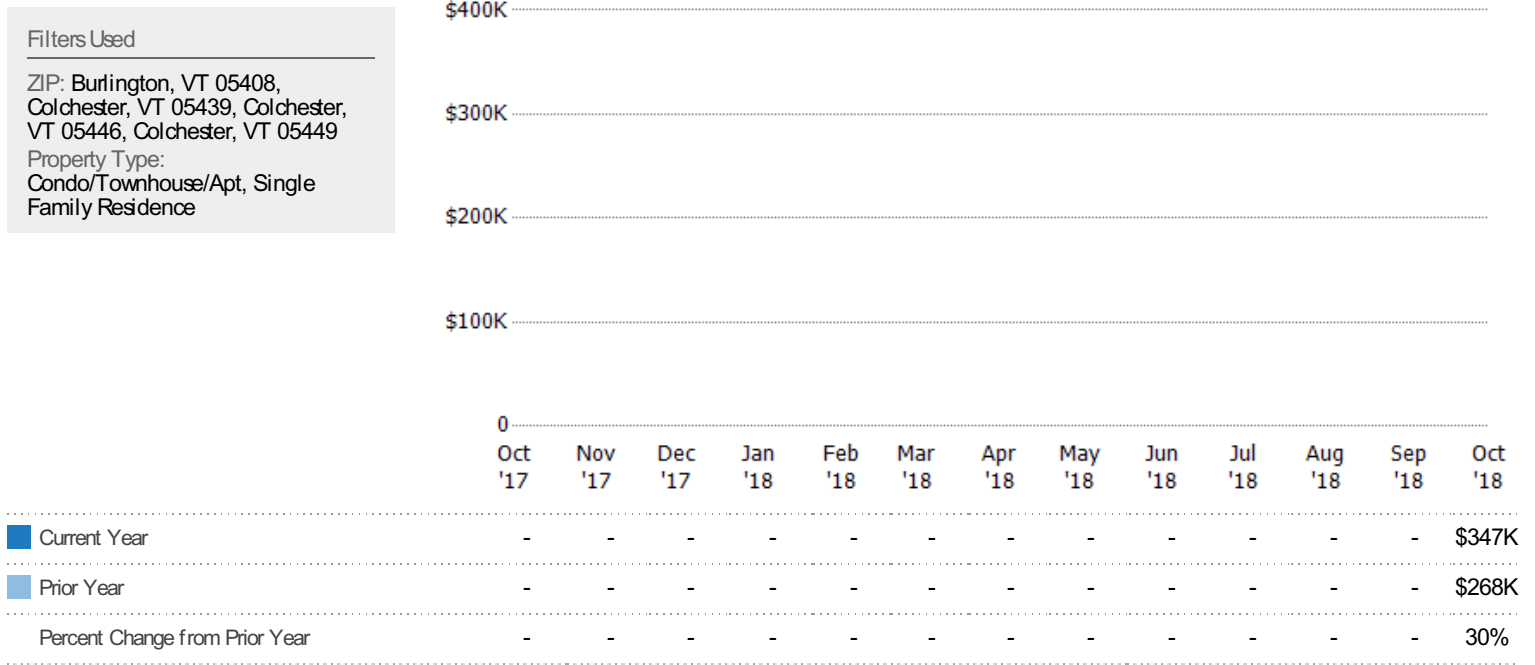 Filters Used
ZIP: Burlington, VT 05408,
Colchester, VT 05439, Colchester,
VT 05446, Colchester, VT 05449
Property Type:
Condo/Townhouse/Apt, Single
Family Residence
$400K
$300K
$200K
$100K
0
Oct Nov Dec Jan Feb Mar Apr May Jun Jul Aug Sep Oct
'17 '17 '17 '18 '18 '18 '18 '18 '18 '18 '18 '18 '18
Current Year - - - - - - - - - - - - $347K
Prior Year - - - - - - - - - - - - $268K
Percent Change from Prior Year - - - - - - - - - - - - 30%